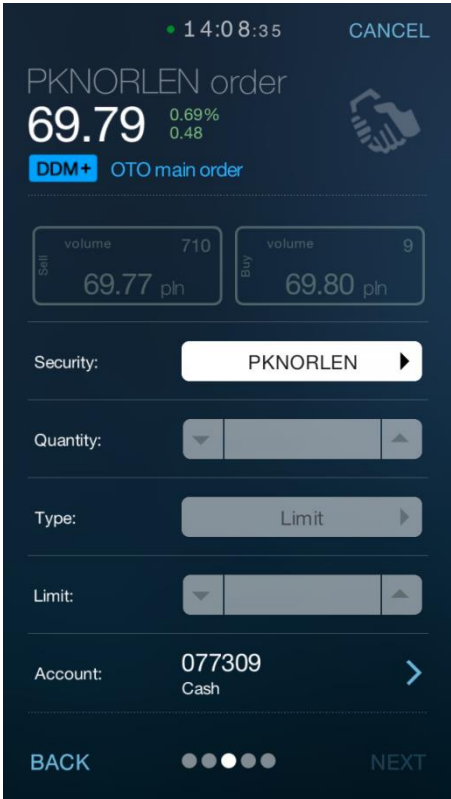 14:08:35 CANCEL
PKNORLEN order
69.79 0.69%
0.48
DDM+ OTO main order
Sell volume 710
69.77 pln
Buy volume 9
69.80 pln
Security: PKNORLEN
Quantity:
Type: Limit
Limit:
Account: 077309
Cash
BACK NEXT